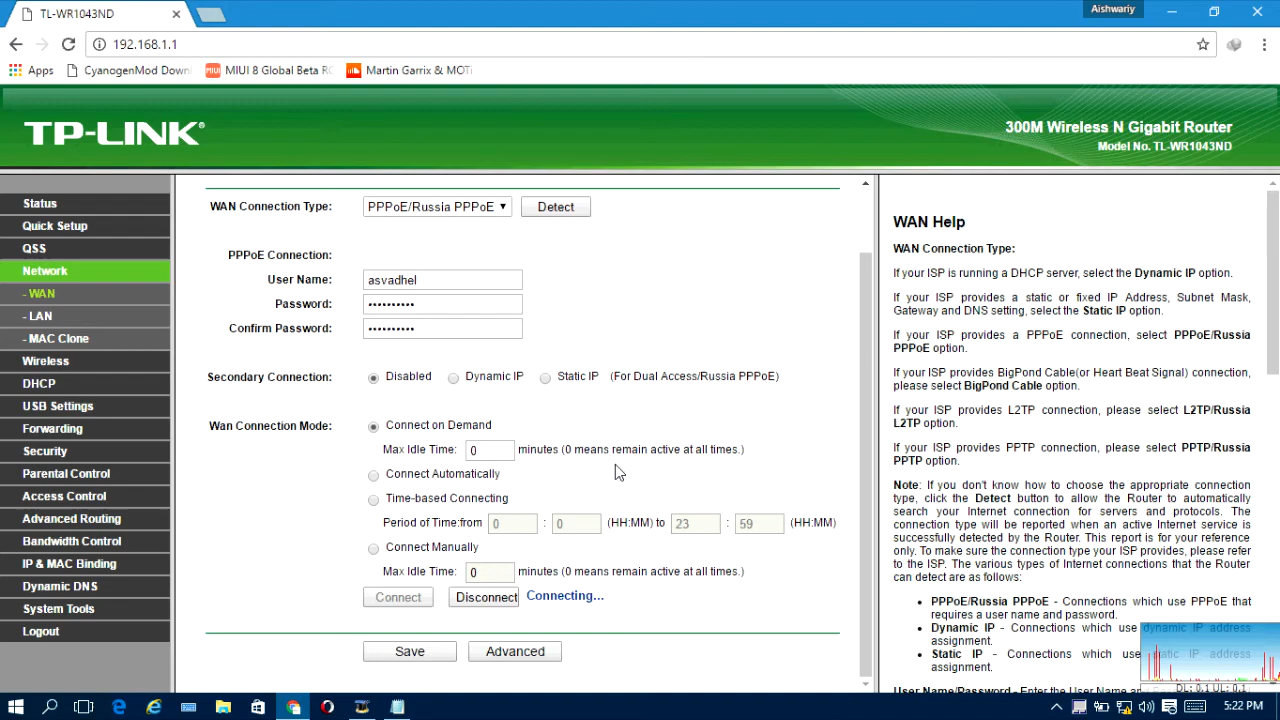 TL-WR1043ND
Aishwariy
192.168.1.1
Apps
CyanogenMod Down
MIUI 8 Global Beta RO
Martin Garrix & MOTi
TP-LINK®
300M Wireless N Gigabit Router
Model No. TL-WR1043ND
Status
Quick Setup
QSS
Network
- WAN
- LAN
- MAC Clone
Wireless
DHCP
USB Settings
Forwarding
Security
Parental Control
Access Control
Advanced Routing
Bandwidth Control
IP & MAC Binding
Dynamic DNS
System Tools
Logout
WAN Connection Type: PPPoE/Russia PPPoE Detect
PPPoE Connection:
User Name: asvadhel
Password: ••••••••••
Confirm Password: ••••••••••
Secondary Connection: Disabled Dynamic IP Static IP (For Dual Access/Russia PPPoE)
Wan Connection Mode: Connect on Demand
Max Idle Time: 0 minutes (0 means remain active at all times.)
Connect Automatically
Time-based Connecting
Period of Time:from 0 : 0 (HH:MM) to 23 : 59 (HH:MM)
Connect Manually
Max Idle Time: 0 minutes (0 means remain active at all times.)
Connect Disconnect Connecting...
Save Advanced
WAN Help
WAN Connection Type:
If your ISP is running a DHCP server, select the Dynamic IP option.
If your ISP provides a static or fixed IP Address, Subnet Mask,
Gateway and DNS setting, select the Static IP option.
If your ISP provides a PPPoE connection, select PPPoE/Russia
PPPoE option.
If your ISP provides BigPond Cable(or Heart Beat Signal) connection,
please select BigPond Cable option.
If your ISP provides L2TP connection, please select L2TP/Russia
L2TP option.
If your ISP provides PPTP connection, please select PPTP/Russia
PPTP option.
Note: If you don't know how to choose the appropriate connection
type, click the Detect button to allow the Router to automatically
search your Internet connection for servers and protocols. The
connection type will be reported when an active Internet service is
successfully detected by the Router. This report is for your reference
only. To make sure the connection type your ISP provides, please refer
to the ISP. The various types of Internet connections that the Router
can detect are as follows:
• PPPoE/Russia PPPoE - Connections which use PPPoE that
requires a user name and password.
• Dynamic IP - Connections which use dynamic IP address
assignment.
• Static IP - Connections which use static IP address
assignment.
User Name/Password - Enter the User Name
DL: 0.1 UL: 0.1
5:22 PM